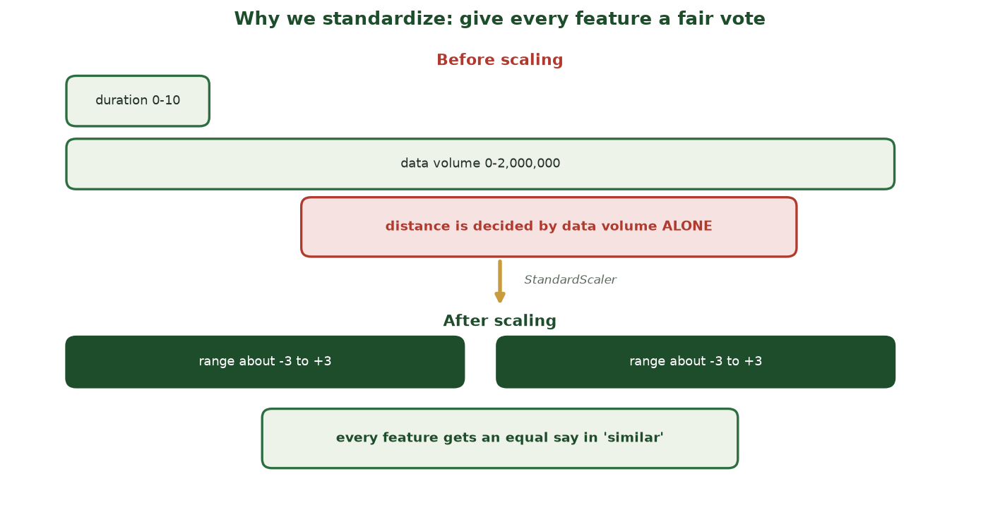 Why we standardize: give every feature a fair vote
Before scaling
duration 0-10
data volume 0-2,000,000
distance is decided by data volume ALONE
StandardScaler
After scaling
range about -3 to +3
range about -3 to +3
every feature gets an equal say in 'similar'